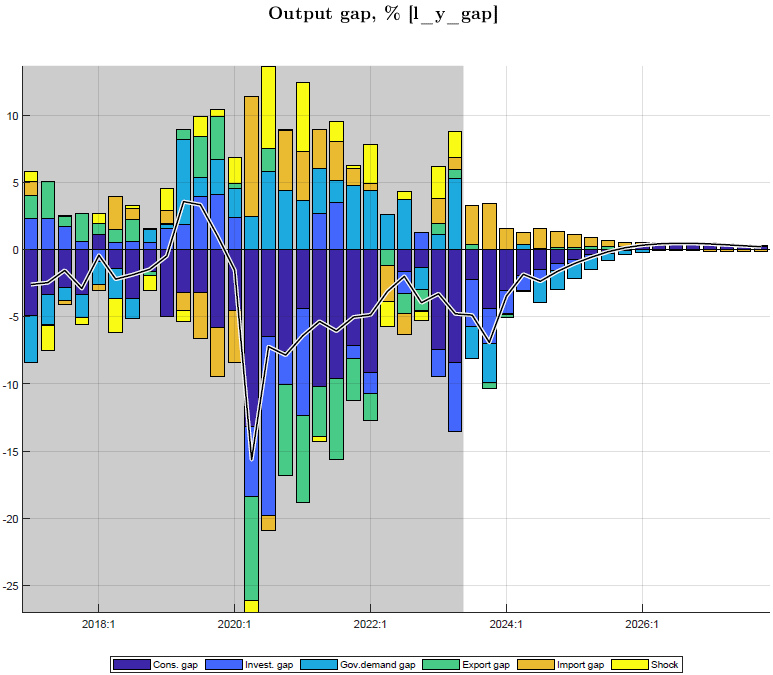 Output gap, % [l_y_gap]
10
5
0
-5
-10
-15
-20
-25
2018:1 2020:1 2022:1 2024:1 2026:1
Cons. gap Invest. gap Gov.demand gap Export gap Import gap Shock